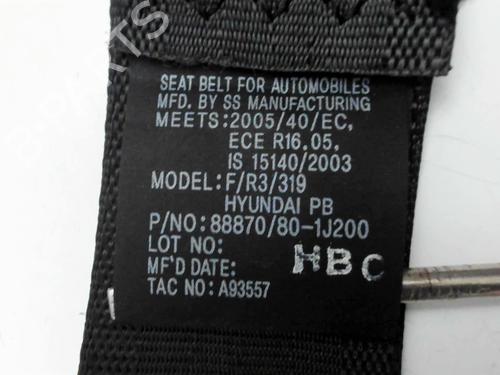 SEAT BELT FOR AUTOMOBILES
MFD. BY SS MANUFACTURING
MEETS:2005/40/EC,
ECE R16.05,
IS 15140/2003
MODEL: F/R3/319
HYUNDAI PB
P/NO:88870/80-1J200
LOT NO:
HBC
MF'D DATE:
TAC NO: A93557